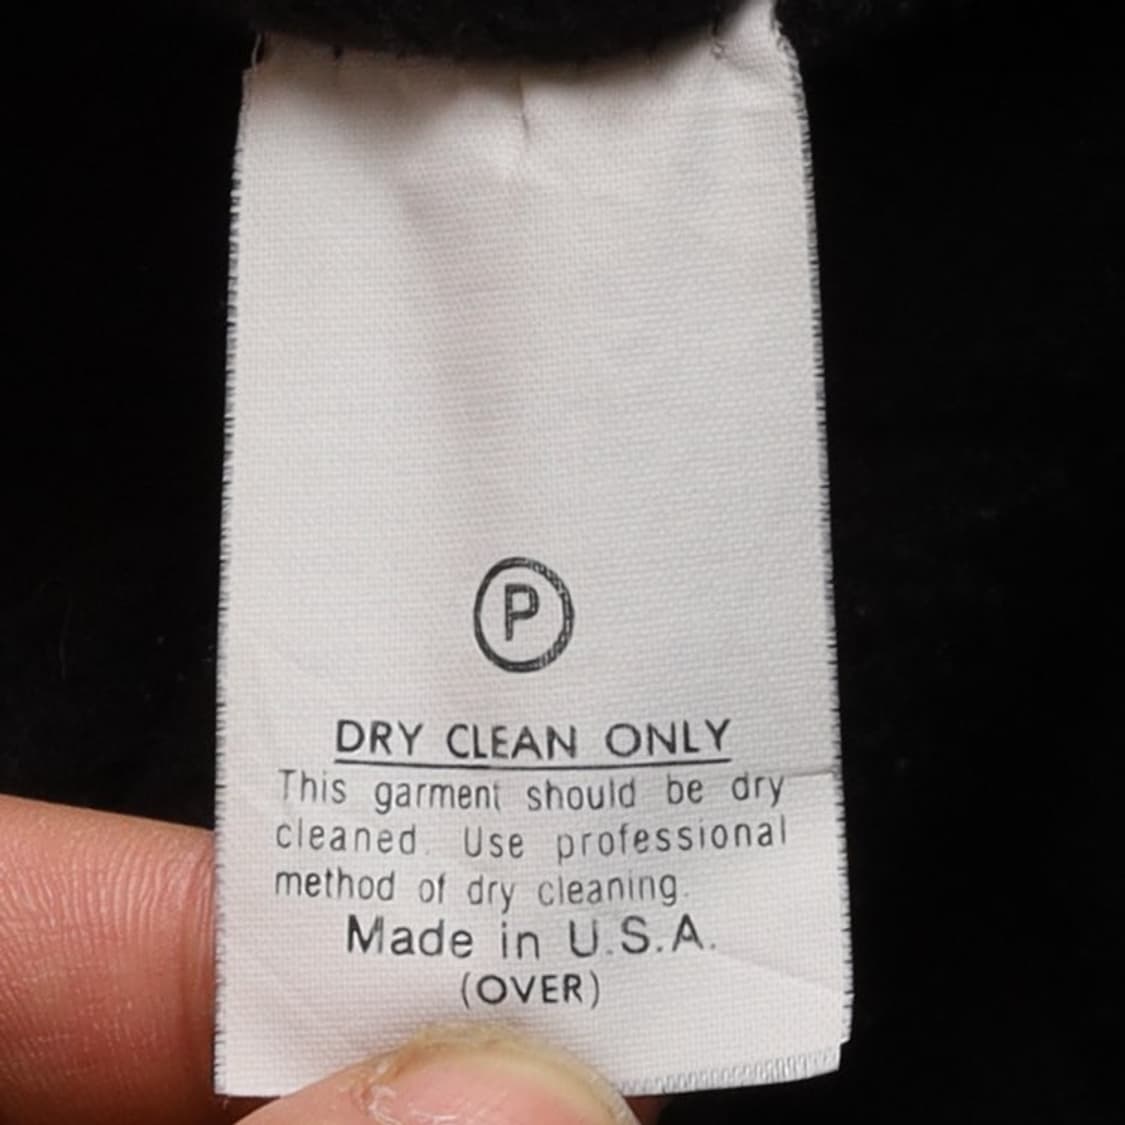 P
DRY CLEAN ONLY
This garment should be dry
cleaned. Use professional
method of dry cleaning.
Made in U.S.A.
(OVER)